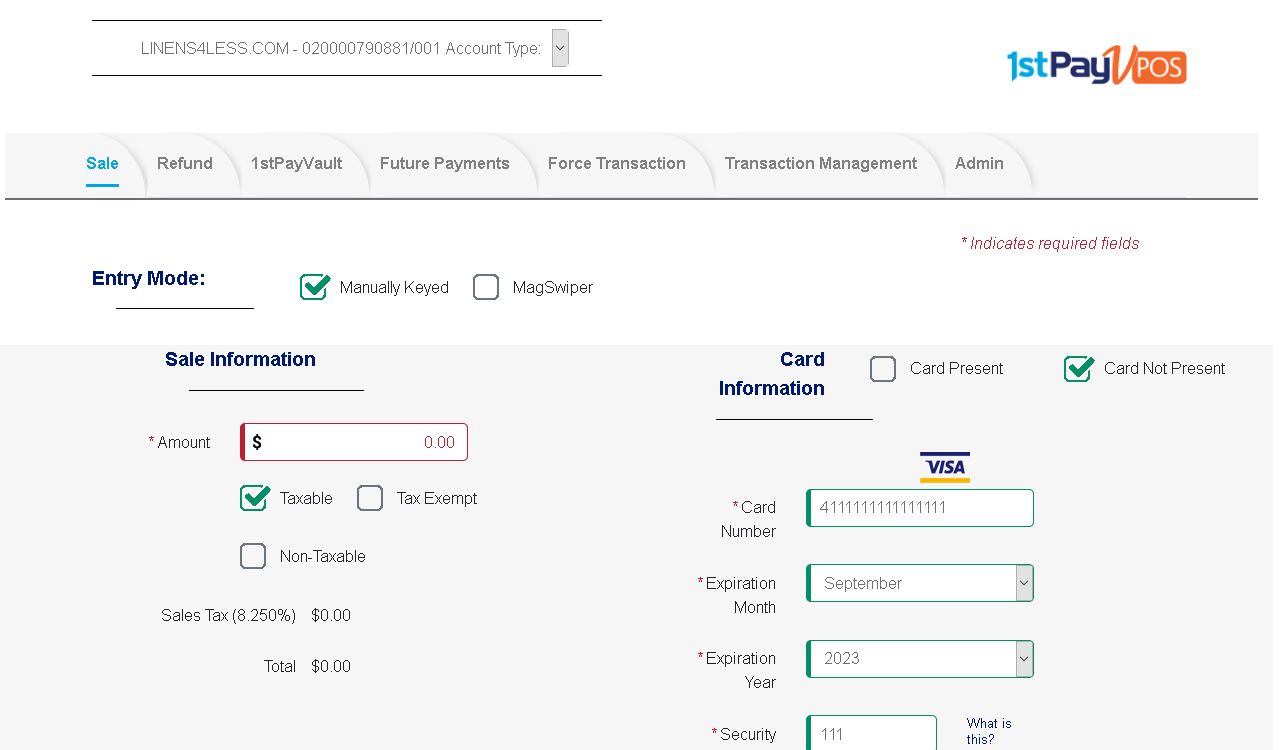 LINENS4LESS.COM - 020000790881/001 Account Type:
1stPay VPOS
Sale Refund 1stPayVault Future Payments Force Transaction Transaction Management Admin
* Indicates required fields
Entry Mode: Manually Keyed MagSwiper
Sale Information
* Amount $ 0.00
Taxable Tax Exempt
Non-Taxable
Sales Tax (8.250%) $0.00
Total $0.00
Card Information
Card Present Card Not Present
VISA
* Card Number
4111111111111111
* Expiration Month
September
* Expiration Year
2023
* Security
111
What is this?